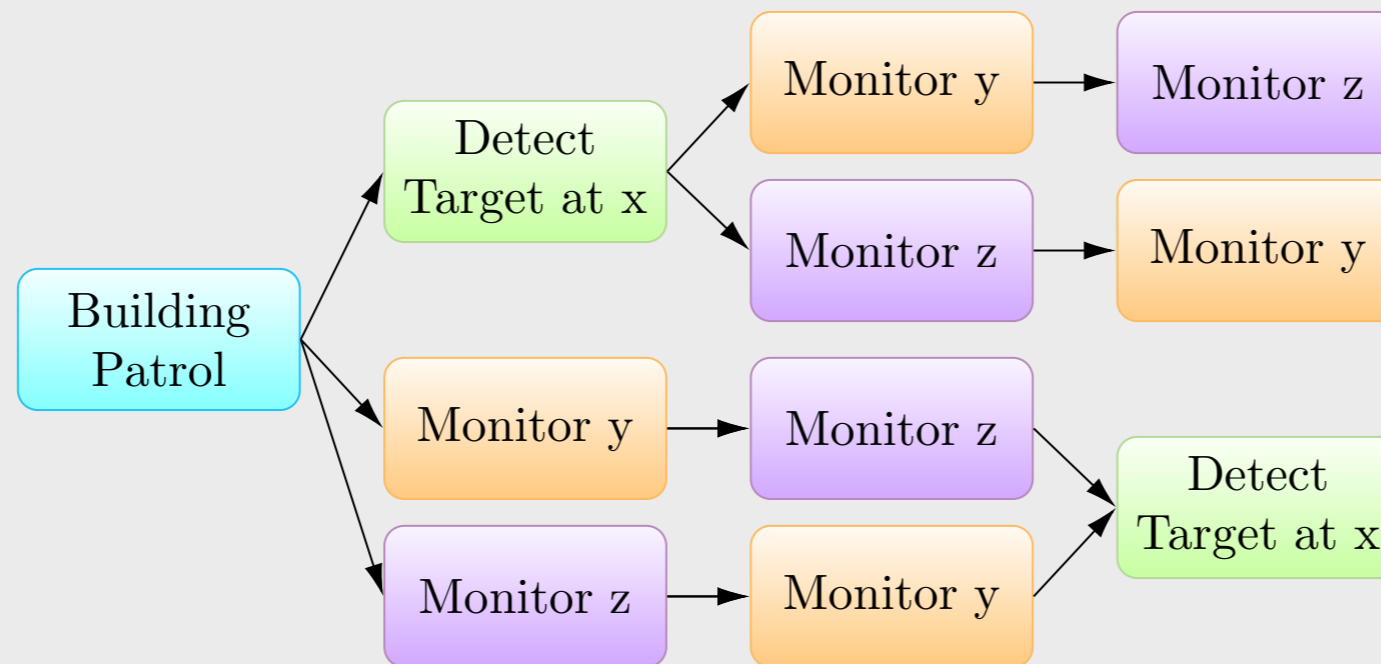 Building
Patrol
Detect
Target at x
Monitor y
Monitor z
Monitor z
Monitor y
Monitor y
Monitor z
Monitor z
Monitor y
Detect
Target at x